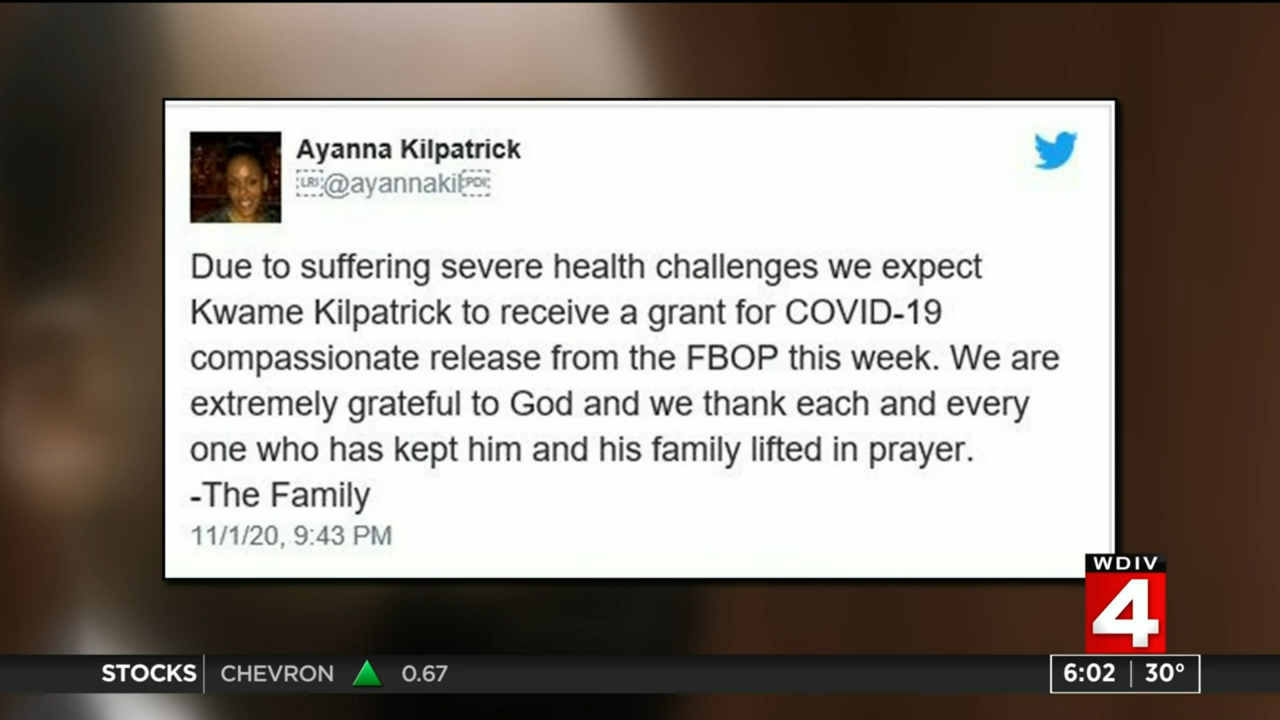 Ayanna Kilpatrick
LRI @ayannakil PDI
Due to suffering severe health challenges we expect
Kwame Kilpatrick to receive a grant for COVID-19
compassionate release from the FBOP this week. We are
extremely grateful to God and we thank each and every
one who has kept him and his family lifted in prayer.
-The Family
11/1/20, 9:43 PM
WDIV
4
STOCKS CHEVRON 0.67
6:02 30°